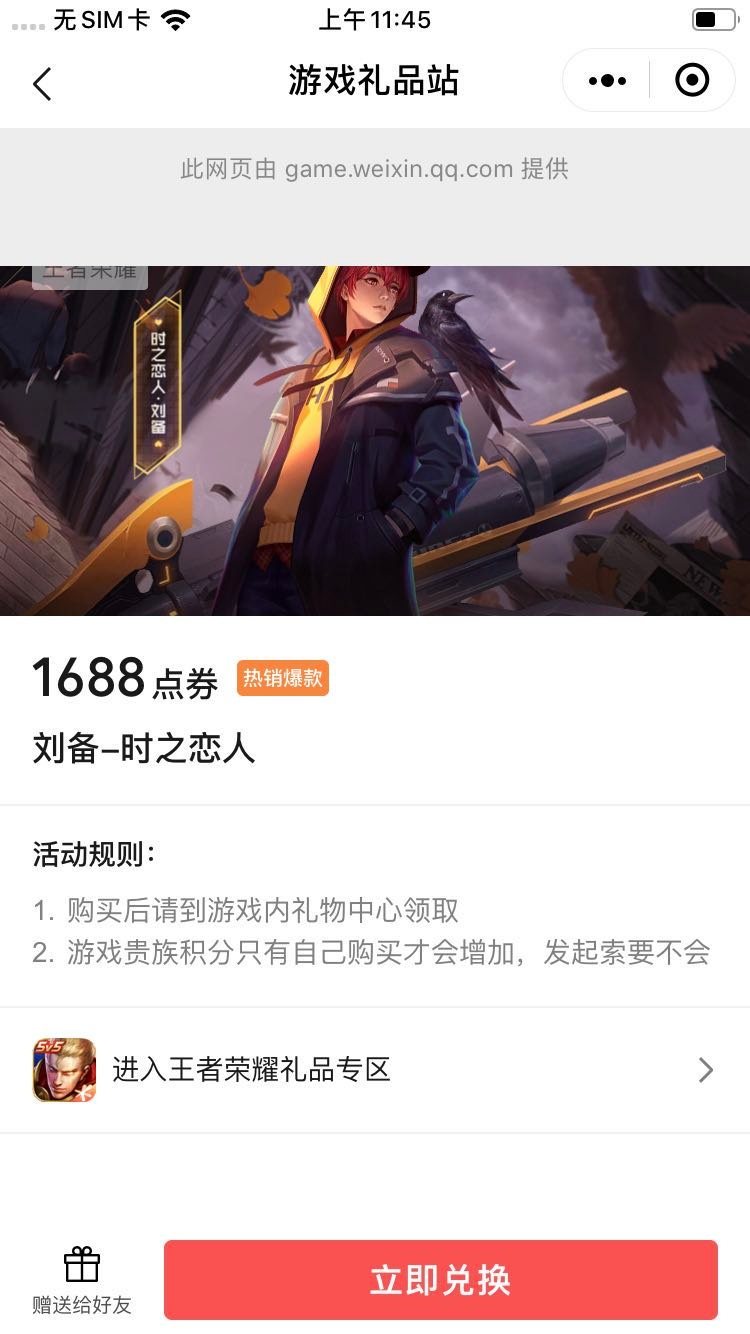 无SIM卡
上午11:45
游戏礼品站
此网页由 game.weixin.qq.com 提供
王者荣耀
时之恋人·刘备
1688点券 热销爆款
刘备–时之恋人
活动规则：
1. 购买后请到游戏内礼物中心领取
2. 游戏贵族积分只有自己购买才会增加，发起索要不会
5V5
进入王者荣耀礼品专区
赠送给好友
立即兑换